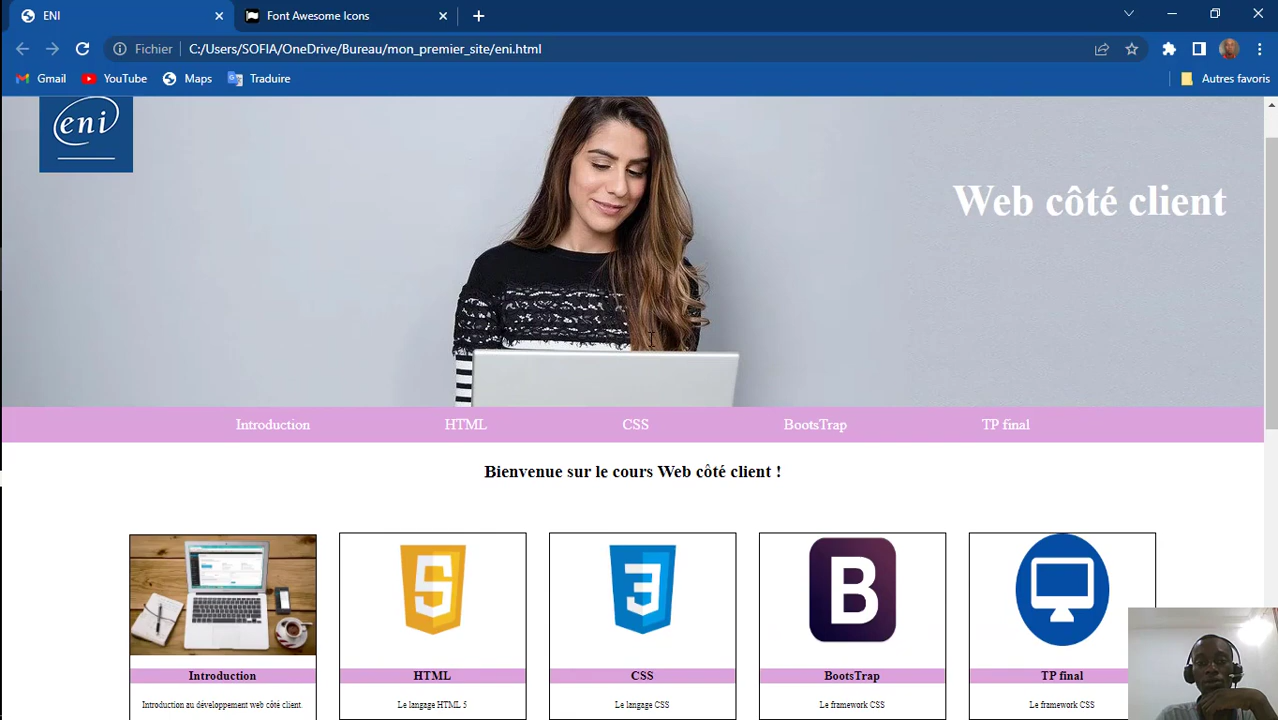 ENI
Font Awesome Icons
Fichier
C:/Users/SOFIA/OneDrive/Bureau/mon_premier_site/eni.html
Gmail
YouTube
Maps
Traduire
Autres favoris
eni
Web côté client
Introduction
HTML
CSS
BootsTrap
TP final
Bienvenue sur le cours Web côté client !
5
3
B
Introduction
HTML
CSS
BootsTrap
TP final
Introduction au développement web côté client.
Le langage HTML 5
Le langage CSS
Le framework CSS
Le framework CSS